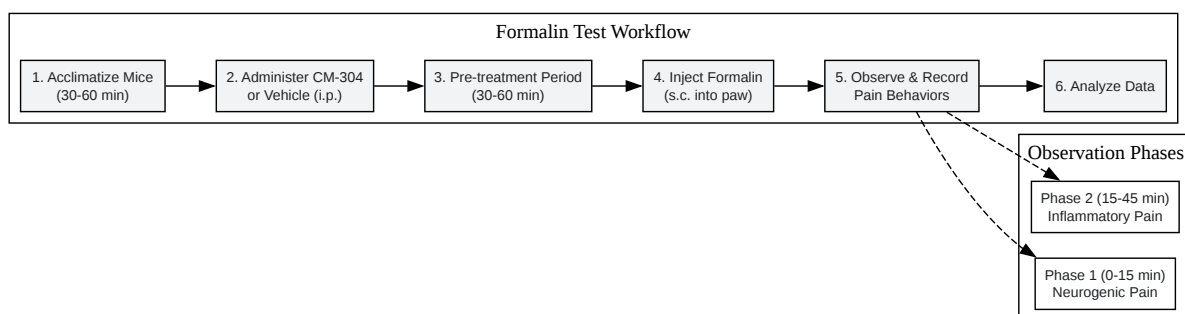 Formalin Test Workflow
1. Acclimatize Mice
(30-60 min)
2. Administer CM-304
or Vehicle (i.p.)
3. Pre-treatment Period
(30-60 min)
4. Inject Formalin
(s.c. into paw)
5. Observe & Record
Pain Behaviors
6. Analyze Data
Observation Phases
Phase 2 (15-45 min)
Inflammatory Pain
Phase 1 (0-15 min)
Neurogenic Pain